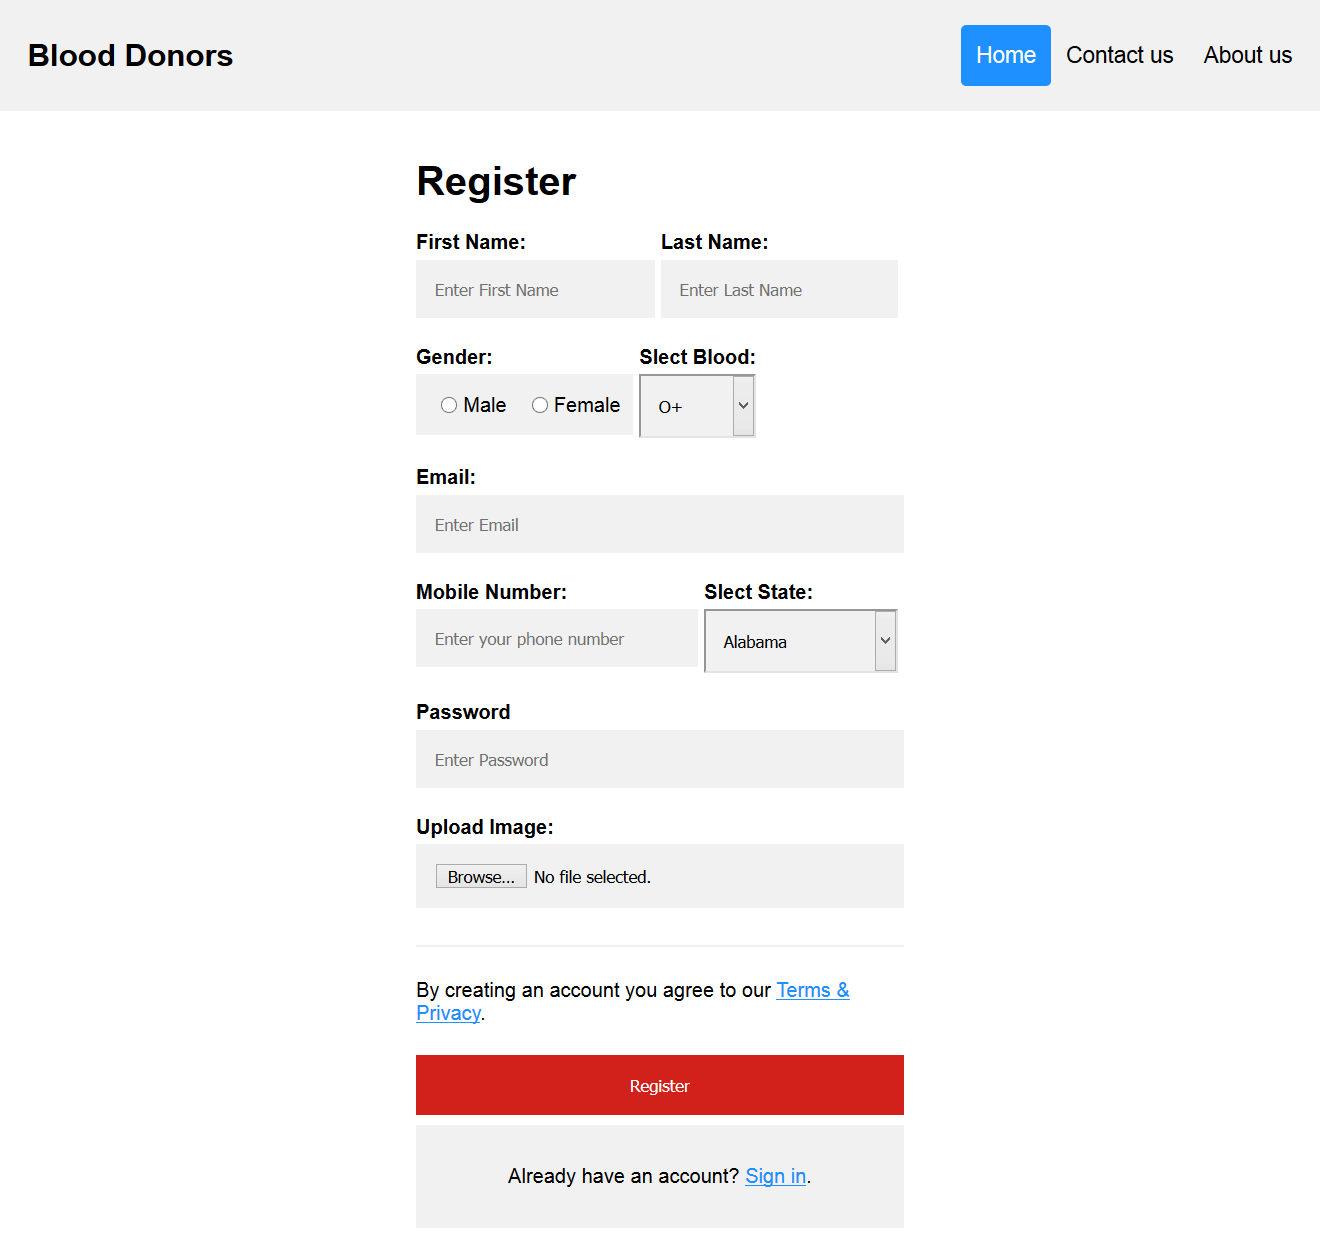 Blood Donors
Home Contact us About us
Register
First Name: Last Name:
Enter First Name Enter Last Name
Gender: Slect Blood:
Male Female O+
Email:
Enter Email
Mobile Number: Slect State:
Enter your phone number Alabama
Password
Enter Password
Upload Image:
Browse... No file selected.
By creating an account you agree to our Terms &
Privacy.
Register
Already have an account? Sign in.